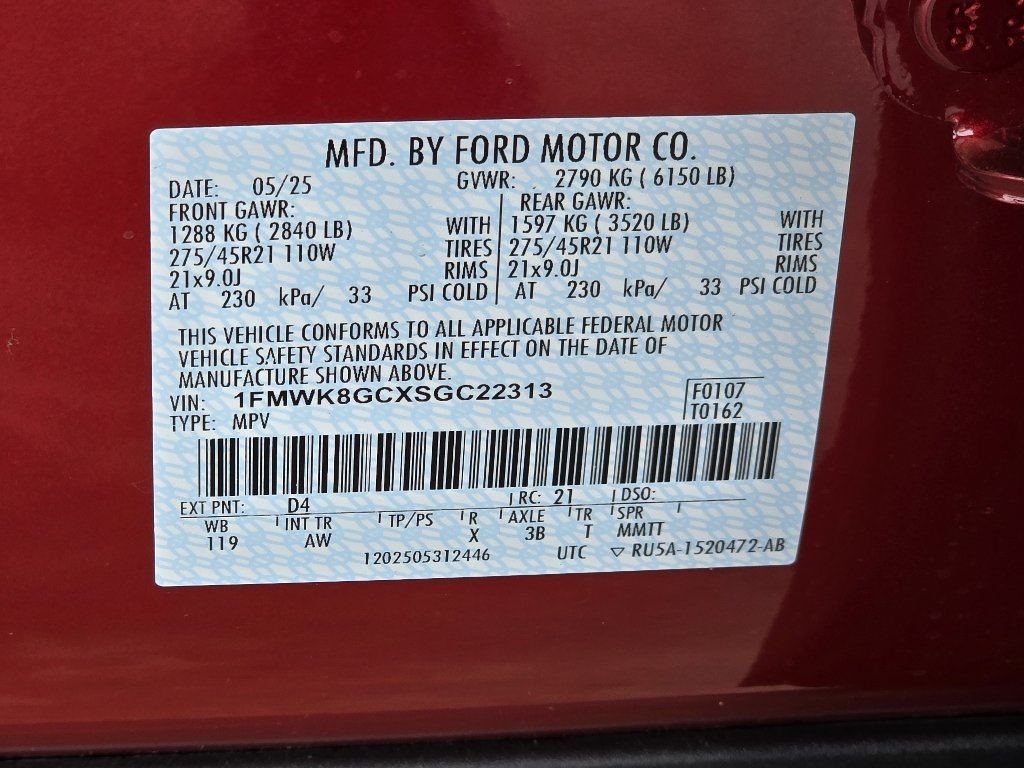 MFD. BY FORD MOTOR CO.
DATE: 05/25 GVWR: 2790 KG ( 6150 LB)
FRONT GAWR: REAR GAWR:
1288 KG ( 2840 LB) WITH 1597 KG ( 3520 LB) WITH
275/45R21 110W TIRES 275/45R21 110W TIRES
21x9.0J RIMS 21x9.0J RIMS
AT 230 kPa/ 33 PSI COLD AT 230 kPa/ 33 PSI COLD
THIS VEHICLE CONFORMS TO ALL APPLICABLE FEDERAL MOTOR
VEHICLE SAFETY STANDARDS IN EFFECT ON THE DATE OF
MANUFACTURE SHOWN ABOVE.
VIN: 1FMWK8GCXSGC22313 F0107
TYPE: MPV T0162
EXT PNT: D4 RC: 21 DSO:
WB INT TR TP/PS R AXLE TR SPR
119 AW X 3B T MMTT
1202505312446 UTC ▽ RU5A-1520472-AB